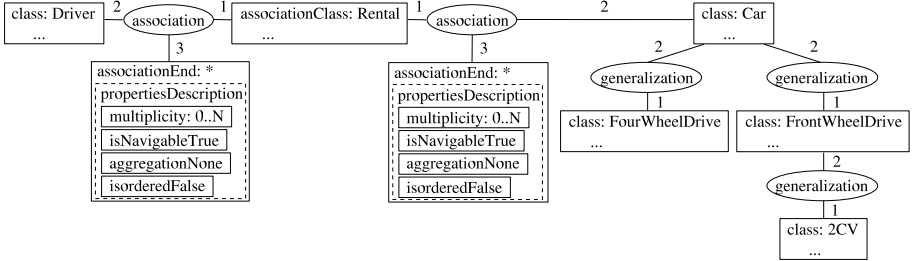 class: Driver
...
2
association
1
associationClass: Rental
...
1
association
2
class: Car
...
3
associationEnd: *
propertiesDescription
multiplicity: 0..N
isNavigableTrue
aggregationNone
isorderedFalse
3
associationEnd: *
propertiesDescription
multiplicity: 0..N
isNavigableTrue
aggregationNone
isorderedFalse
2
generalization
1
class: FourWheelDrive
...
2
generalization
1
class: FrontWheelDrive
...
2
generalization
1
class: 2CV
...